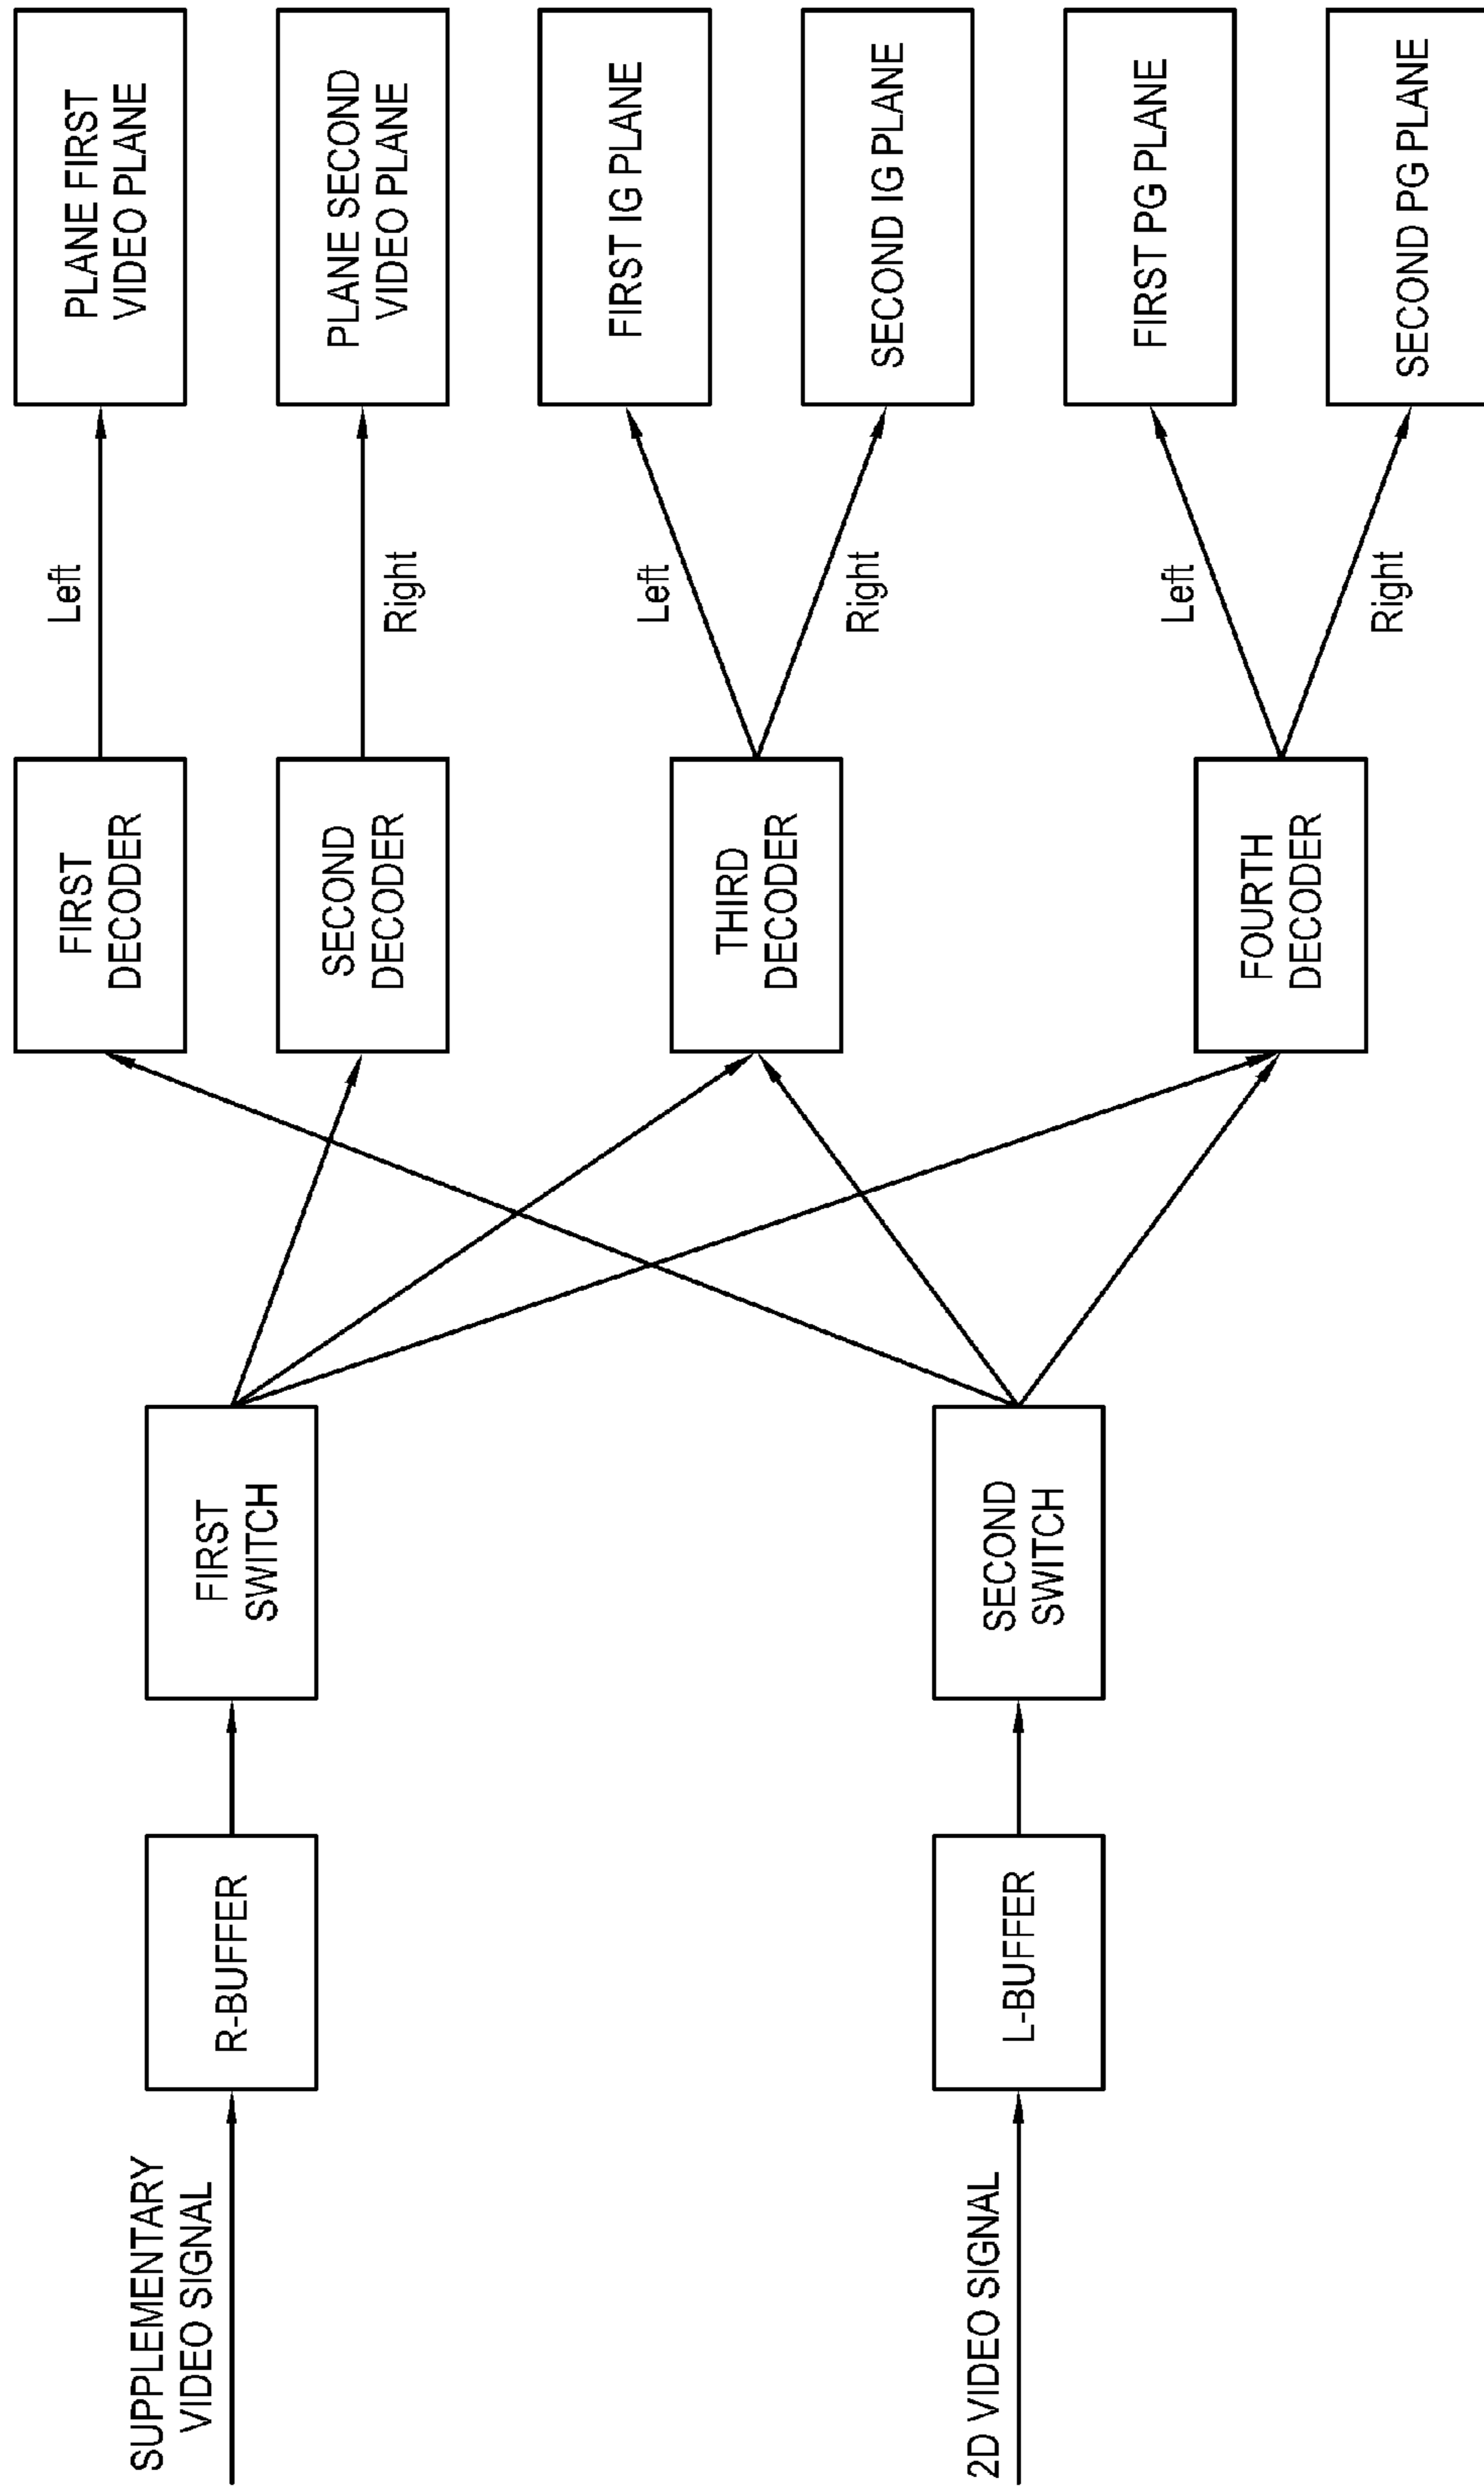 SUPPLEMENTARY
VIDEO SIGNAL
R-BUFFER
FIRST
SWITCH
2D VIDEO SIGNAL
L-BUFFER
SECOND
SWITCH
FIRST
DECODER
Left
PLANE FIRST
VIDEO PLANE
SECOND
DECODER
Right
PLANE SECOND
VIDEO PLANE
THIRD
DECODER
Left
FIRST IG PLANE
Right
SECOND IG PLANE
FOURTH
DECODER
Left
FIRST PG PLANE
Right
SECOND PG PLANE